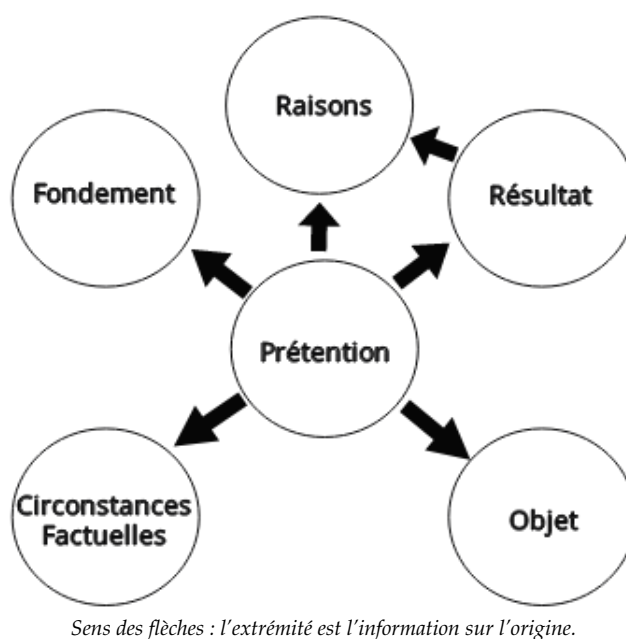 Raisons
Fondement
Résultat
Prétention
Circonstances
Factuelles
Objet
Sens des flèches : l'extrémité est l'information sur l'origine.